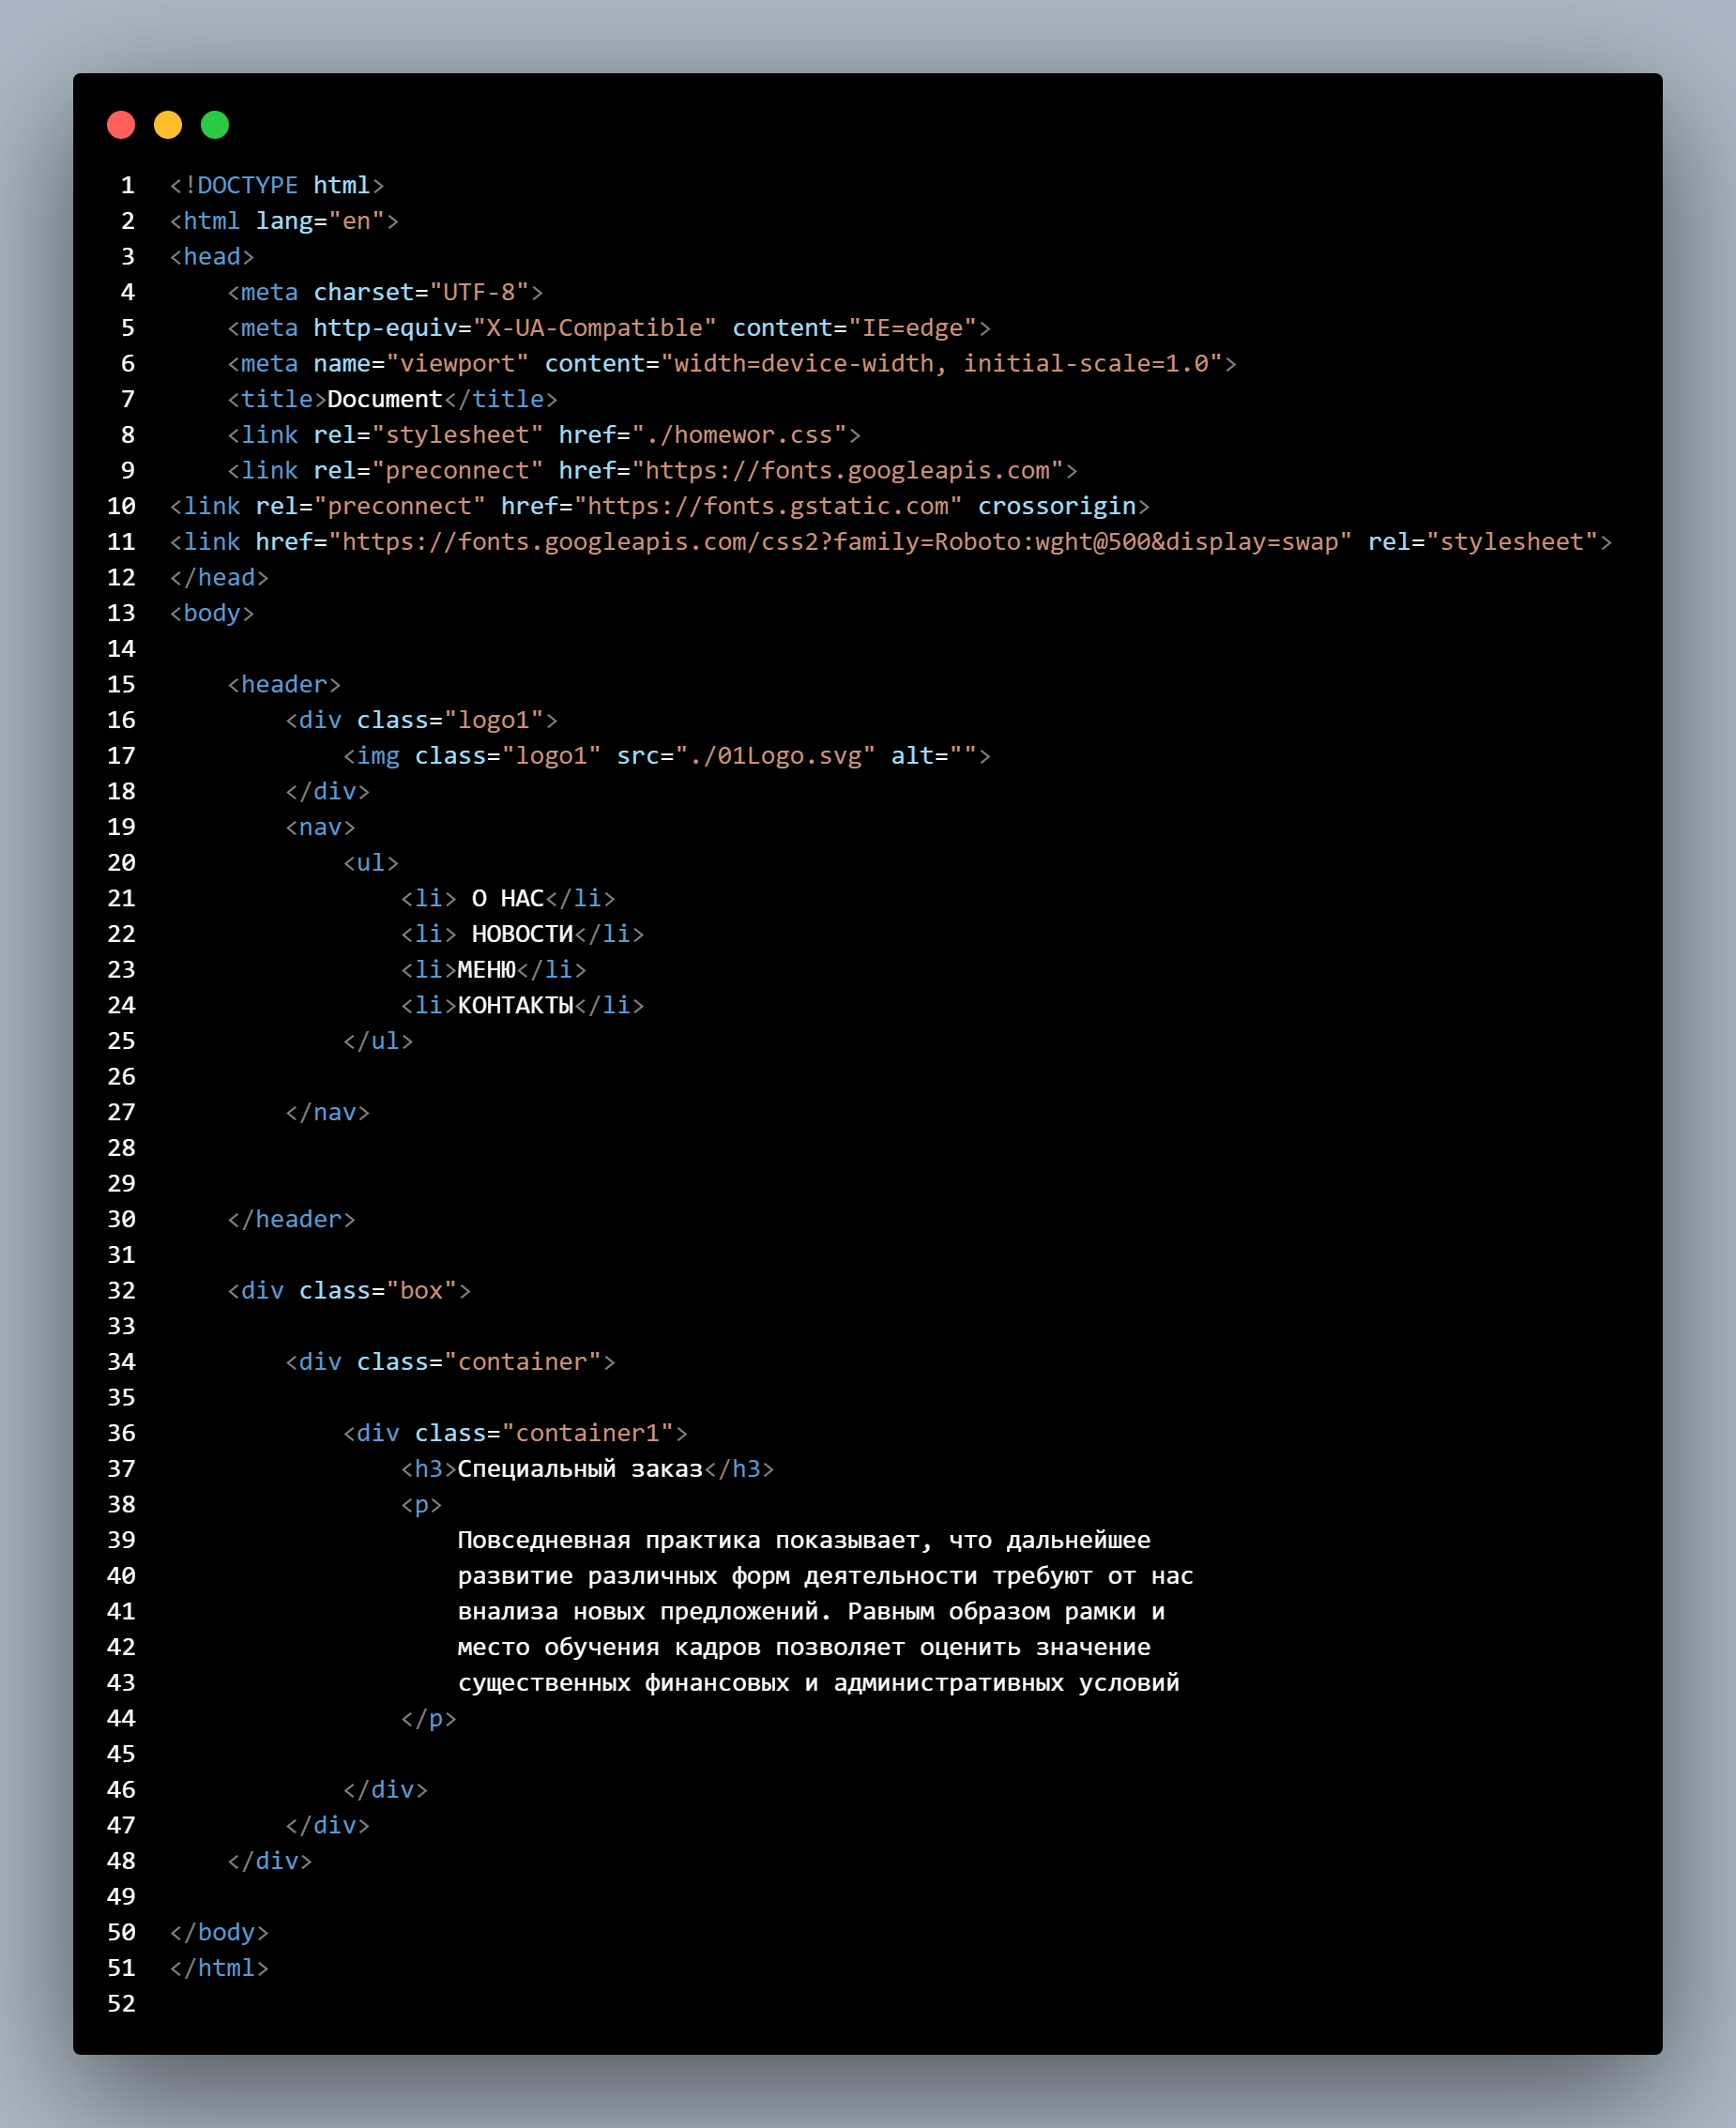 1 <!DOCTYPE html>
2 <html lang="en">
3 <head>
4     <meta charset="UTF-8">
5     <meta http-equiv="X-UA-Compatible" content="IE=edge">
6     <meta name="viewport" content="width=device-width, initial-scale=1.0">
7     <title>Document</title>
8     <link rel="stylesheet" href="./homewor.css">
9     <link rel="preconnect" href="https://fonts.googleapis.com">
10 <link rel="preconnect" href="https://fonts.gstatic.com" crossorigin>
11 <link href="https://fonts.googleapis.com/css2?family=Roboto:wght@500&display=swap" rel="stylesheet">
12 </head>
13 <body>
14
15     <header>
16         <div class="logo1">
17             <img class="logo1" src="./01Logo.svg" alt="">
18         </div>
19         <nav>
20             <ul>
21                 <li> О НАС</li>
22                 <li> НОВОСТИ</li>
23                 <li>МЕНЮ</li>
24                 <li>КОНТАКТЫ</li>
25             </ul>
26
27         </nav>
28
29
30     </header>
31
32     <div class="box">
33
34         <div class="container">
35
36             <div class="container1">
37                 <h3>Специальный заказ</h3>
38                 <p>
39                     Повседневная практика показывает, что дальнейшее
40                     развитие различных форм деятельности требуют от нас
41                     внализа новых предложений. Равным образом рамки и
42                     место обучения кадров позволяет оценить значение
43                     существенных финансовых и административных условий
44                 </p>
45
46             </div>
47         </div>
48     </div>
49
50 </body>
51 </html>
52